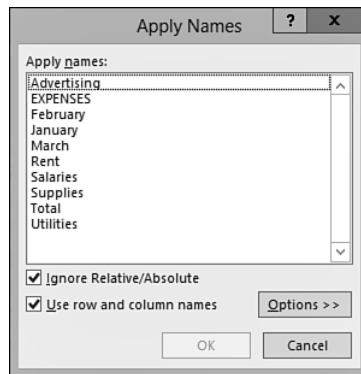 Apply Names
?
x
Apply names:
Advertising
EXPENSES
February
January
March
Rent
Salaries
Supplies
Total
Utilities
Ignore Relative/Absolute
Use row and column names
Options >>
OK
Cancel